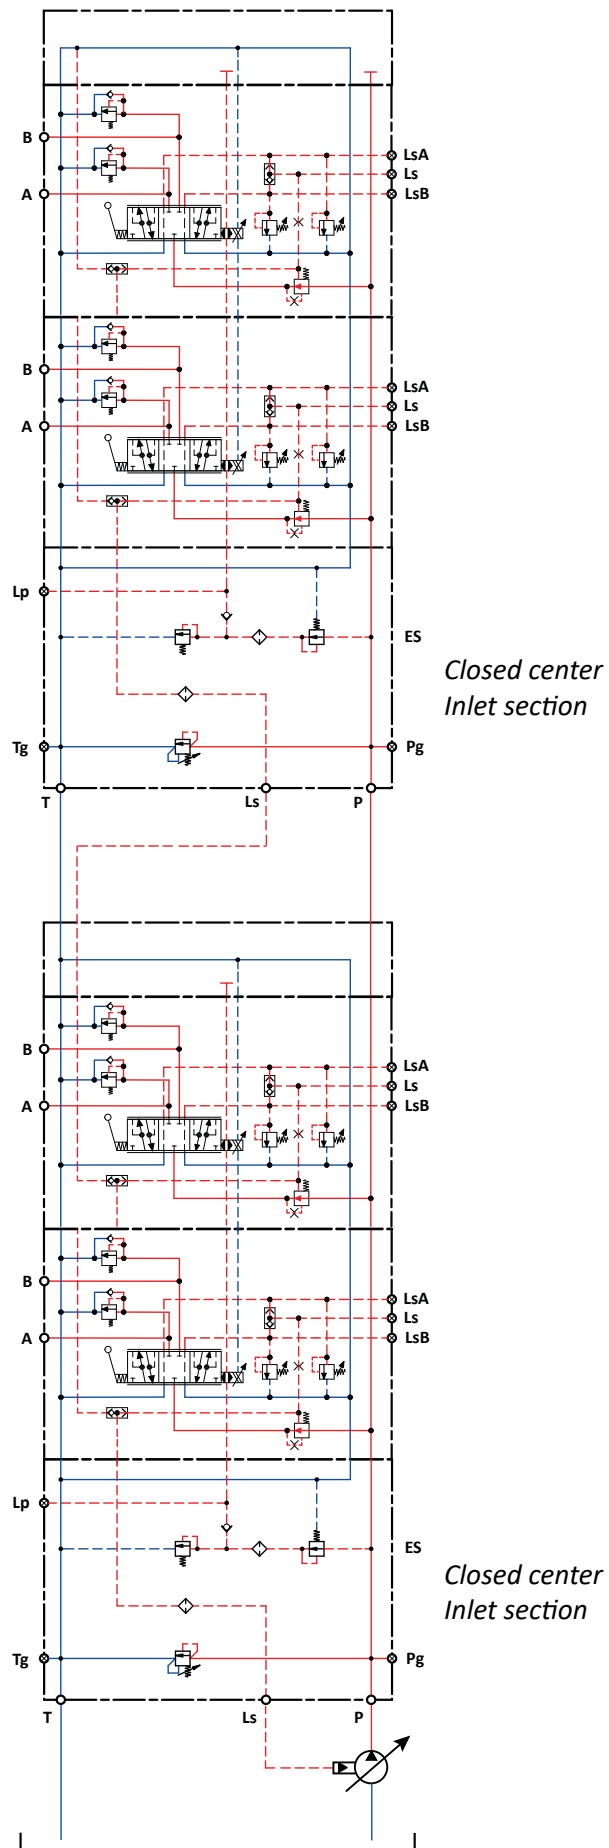 B
LsA
Ls
A
LsB
B
LsA
Ls
A
LsB
Lp
ES
Closed center
Inlet section
Tg
Pg
T
Ls
P
B
LsA
Ls
A
LsB
B
LsA
Ls
A
LsB
Lp
ES
Closed center
Inlet section
Tg
Pg
T
Ls
P